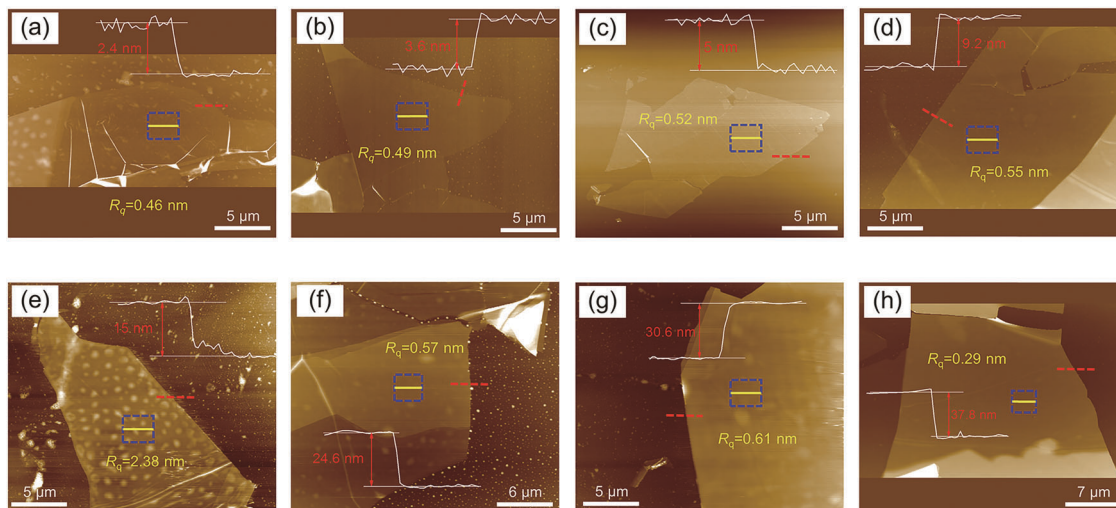 (a)
2.4 nm
Rq=0.46 nm
5 μm
(b)
3.6 nm
Rq=0.49 nm
5 μm
(c)
5 nm
Rq=0.52 nm
5 μm
(d)
9.2 nm
Rq=0.55 nm
5 μm
(e)
15 nm
Rq=2.38 nm
5 μm
(f)
Rq=0.57 nm
24.6 nm
6 μm
(g)
30.6 nm
Rq=0.61 nm
5 μm
(h)
Rq=0.29 nm
37.8 nm
7 μm